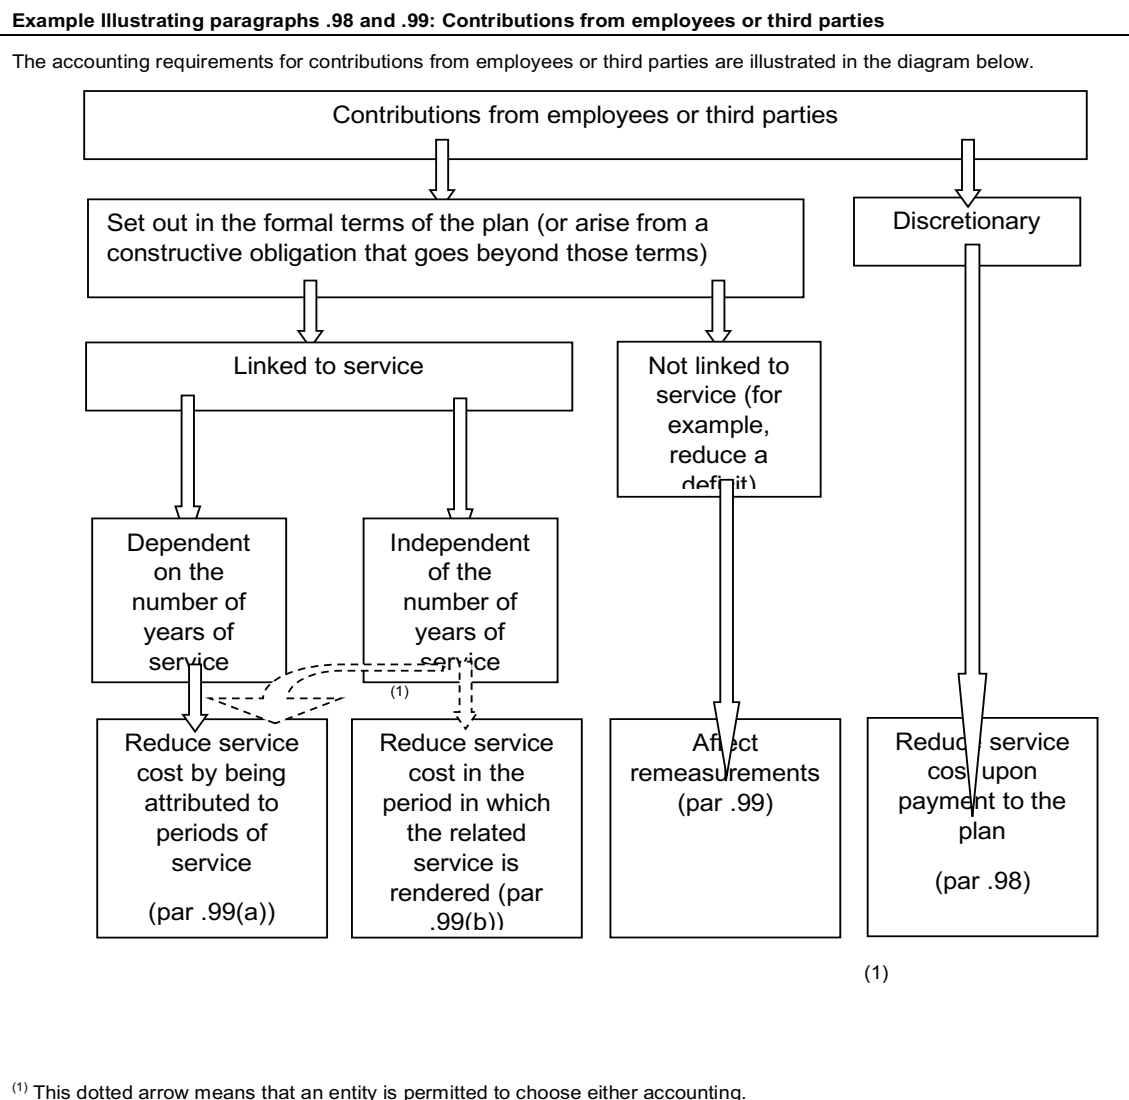 Example Illustrating paragraphs .98 and .99: Contributions from employees or third parties
The accounting requirements for contributions from employees or third parties are illustrated in the diagram below.
Contributions from employees or third parties
Set out in the formal terms of the plan (or arise from a
constructive obligation that goes beyond those terms)
Discretionary
Linked to service
Not linked to
service (for
example,
reduce a
deficit)
Dependent
on the
number of
years of
service
Independent
of the
number of
years of
service
(1)
Reduce service
cost by being
attributed to
periods of
service
(par .99(a))
Reduce service
cost in the
period in which
the related
service is
rendered (par
.99(b))
Affect
remeasurements
(par .99)
Reduce service
cost upon
payment to the
plan
(par .98)
(1)
(1) This dotted arrow means that an entity is permitted to choose either accounting.